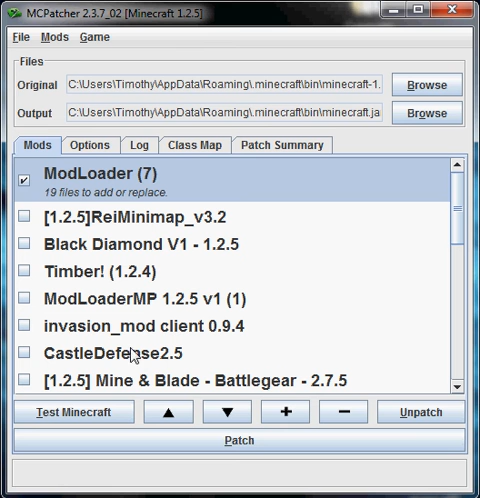 MCPatcher 2.3.7_02 [Minecraft 1.2.5]
File Mods Game
Files
Original C:\Users\Timothy\AppData\Roaming\.minecraft\bin\minecraft-1. Browse
Output C:\Users\Timothy\AppData\Roaming\.minecraft\bin\minecraft.ja Browse
Mods Options Log Class Map Patch Summary
ModLoader (7)
19 files to add or replace.
[1.2.5]ReiMinimap_v3.2
Black Diamond V1 - 1.2.5
Timber! (1.2.4)
ModLoaderMP 1.2.5 v1 (1)
invasion_mod client 0.9.4
CastleDefense2.5
[1.2.5] Mine & Blade - Battlegear - 2.7.5
Test Minecraft + - Unpatch
Patch